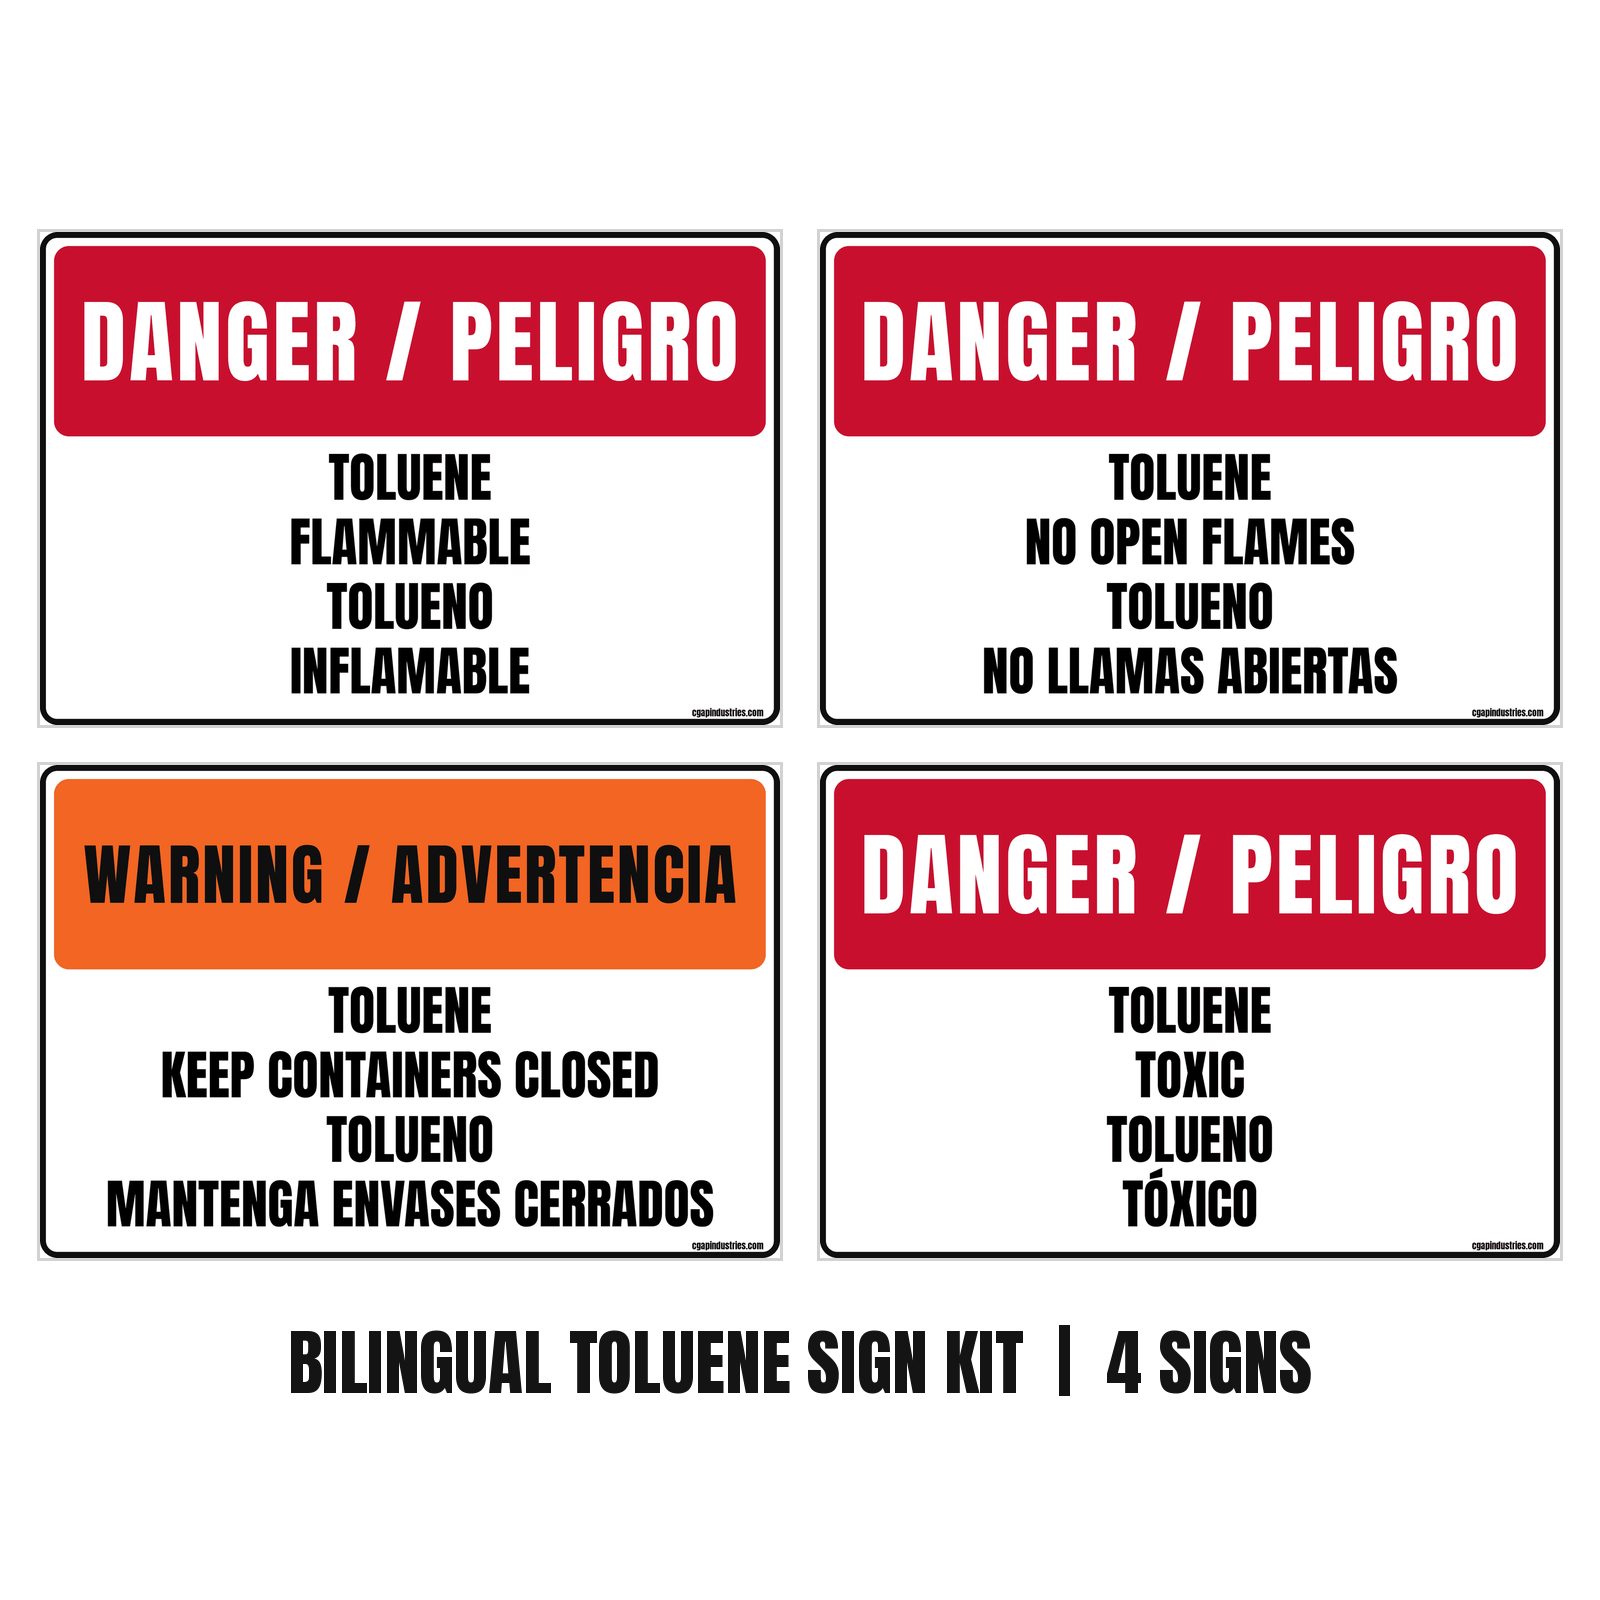 DANGER / PELIGRO
TOLUENE
FLAMMABLE
TOLUENO
INFLAMABLE
cgapindustries.com
DANGER / PELIGRO
TOLUENE
NO OPEN FLAMES
TOLUENO
NO LLAMAS ABIERTAS
cgapindustries.com
WARNING / ADVERTENCIA
TOLUENE
KEEP CONTAINERS CLOSED
TOLUENO
MANTENGA ENVASES CERRADOS
cgapindustries.com
DANGER / PELIGRO
TOLUENE
TOXIC
TOLUENO
TÓXICO
cgapindustries.com
BILINGUAL TOLUENE SIGN KIT | 4 SIGNS